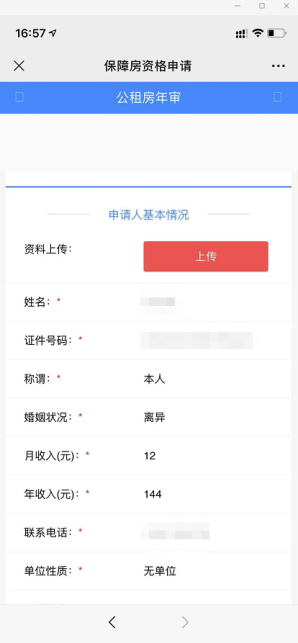 16:57
保障房资格申请
公租房年审
申请人基本情况
资料上传：
上传
姓名：*
证件号码：*
称谓：* 本人
婚姻状况：* 离异
月收入(元)：* 12
年收入(元)：* 144
联系电话：*
单位性质：* 无单位